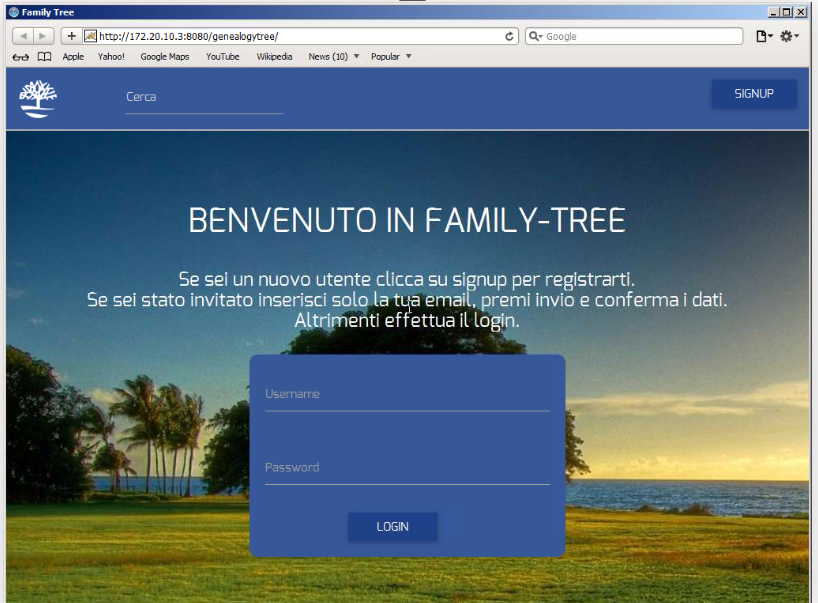 Family Tree
http://172.20.10.3:8080/genealogytree/
Google
Apple Yahoo! Google Maps YouTube Wikipedia News (10) Popular
Cerca
SIGNUP
BENVENUTO IN FAMILY-TREE
Se sei un nuovo utente clicca su signup per registrarti.
Se sei stato invitato inserisci solo la tua email, premi invio e conferma i dati.
Altrimenti effettua il login.
Username
Password
LOGIN